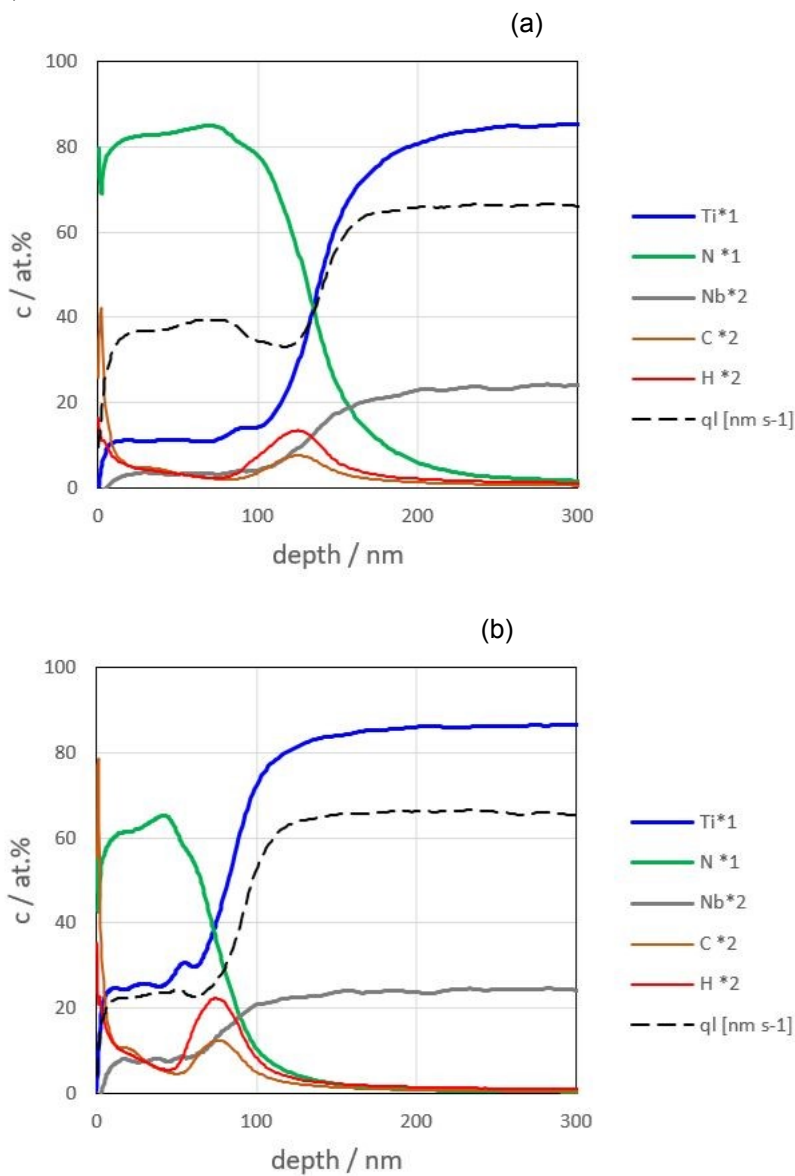 (a)
100
80
60
40
20
0
c / at.%
0 100 200 300
depth / nm
Ti*1
N *1
Nb*2
C *2
H *2
ql [nm s-1]
(b)
100
80
60
40
20
0
c / at.%
0 100 200 300
depth / nm
Ti*1
N *1
Nb*2
C *2
H *2
ql [nm s-1]